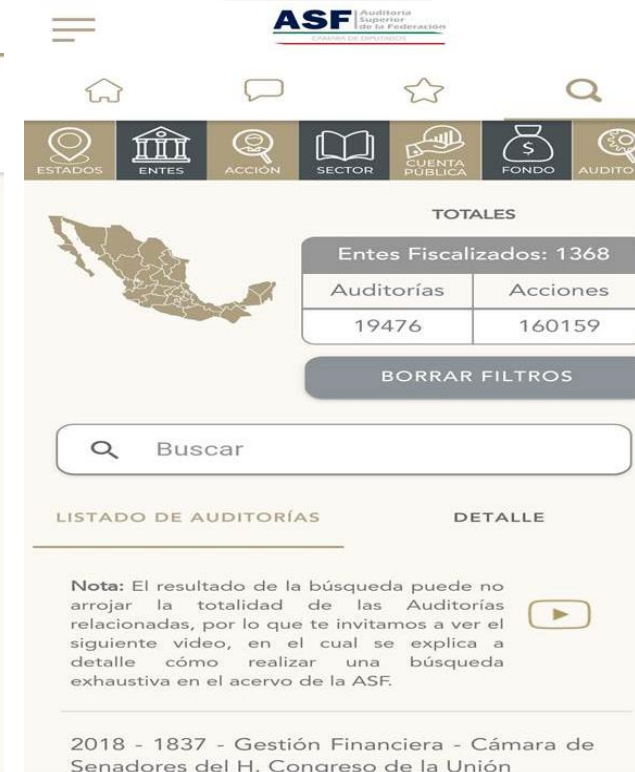 ASF Auditoría
Superior
de la Federación
CÁMARA DE DIPUTADOS
ESTADOS ENTES ACCIÓN SECTOR CUENTA PÚBLICA FONDO AUDITO
$
TOTALES
Entes Fiscalizados: 1368
Auditorías Acciones
19476 160159
BORRAR FILTROS
Buscar
LISTADO DE AUDITORÍAS DETALLE
Nota: El resultado de la búsqueda puede no
arrojar la totalidad de las Auditorías
relacionadas, por lo que te invitamos a ver el
siguiente video, en el cual se explica a
detalle cómo realizar una búsqueda
exhaustiva en el acervo de la ASF.
2018 - 1837 - Gestión Financiera - Cámara de
Senadores del H. Congreso de la Unión